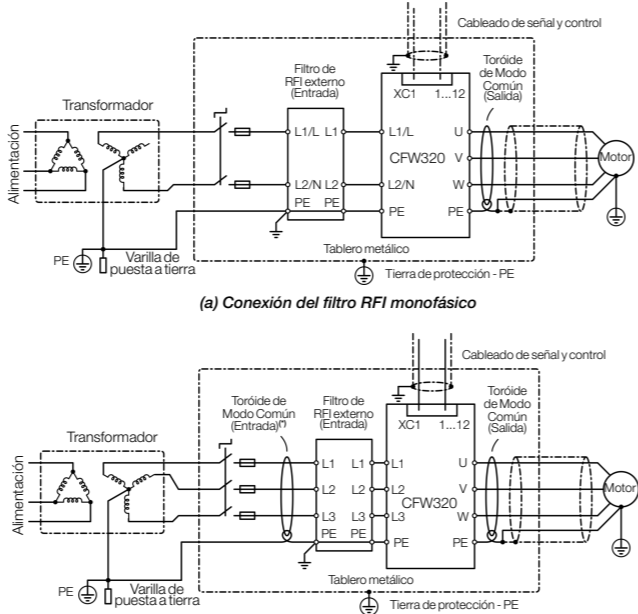 Cableado de señal y control
Filtro de
RFI externo
(Entrada)
Toróide
de Modo
Común
(Salida)
Transformador
XC1 1...12
Alimentación
L1/L L1 L1/L U
CFW320 V
Motor
L2/N L2 L2/N W
PE PE PE PE
Tablero metálico
PE
Varilla de
puesta a tierra
Tierra de protección - PE
(a) Conexión del filtro RFI monofásico
Cableado de señal y control
Toróide de
Modo Común
(Entrada)(*)
Filtro de
RFI externo
(Entrada)
Toróide
de Modo
Común
(Salida)
Transformador
XC1 1...12
Alimentación
L1 L1 L1 U
L2 L2 L2 V
CFW320
Motor
L3 L3 L3 W
PE PE PE PE
Tablero metálico
PE
Varilla de
puesta a tierra
Tierra de protección - PE